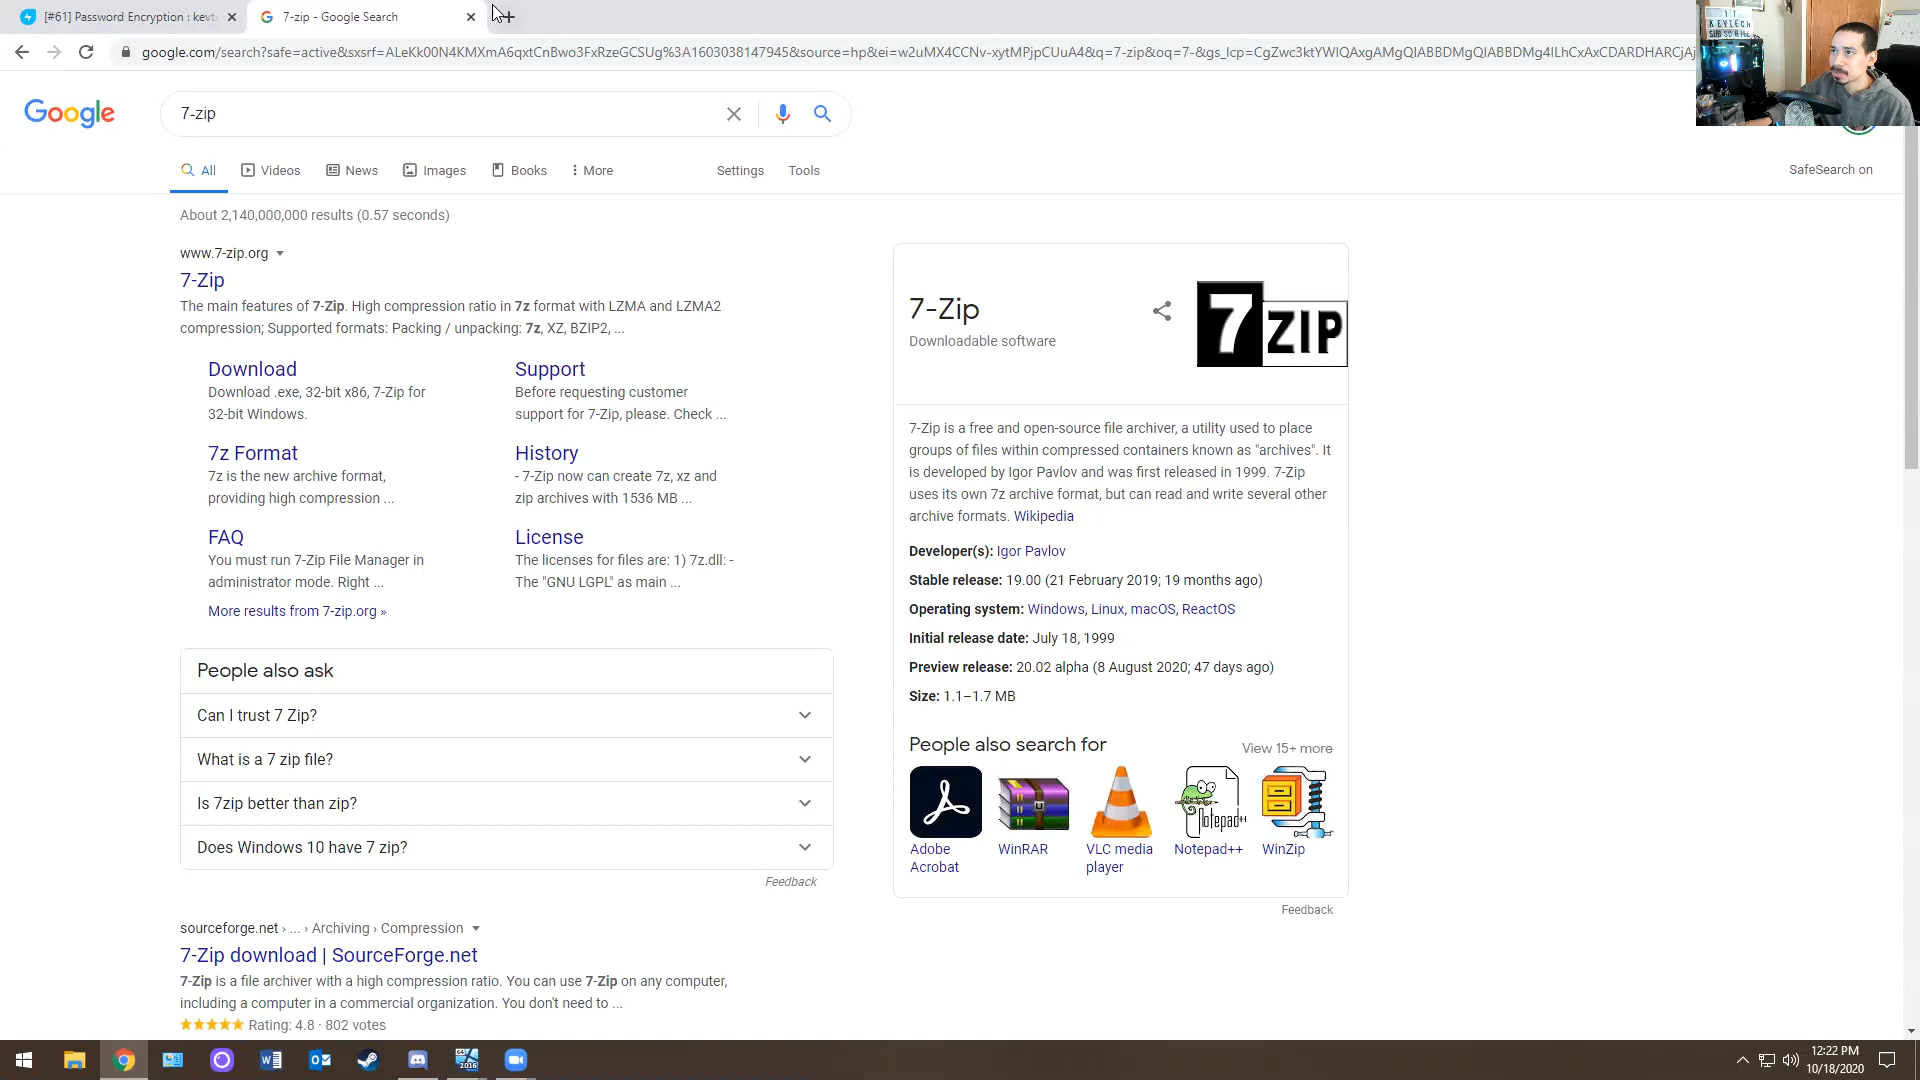 [#61] Password Encryption : kevt
7-zip - Google Search
google.com/search?safe=active&sxsrf=ALeKk00N4KMXmA6qxtCnBwo3FxRzeGCSUg%3A1603038147945&source=hp&ei=w2uMX4CCNv-xytMPjpCUuA4&q=7-zip&oq=7-&gs_lcp=CgZwc3ktYWIQAxgAMgQIABBDMgQIABBDMg4ILhCxAxCDARDHARCjAj
IT
KEVTECH
SUBSCRIBE
Google
7-zip
All Videos News Images Books More Settings Tools
SafeSearch on
About 2,140,000,000 results (0.57 seconds)
www.7-zip.org
7-Zip
The main features of 7-Zip. High compression ratio in 7z format with LZMA and LZMA2
compression; Supported formats: Packing / unpacking: 7z, XZ, BZIP2, ...
Download
Download .exe, 32-bit x86, 7-Zip for
32-bit Windows.
Support
Before requesting customer
support for 7-Zip, please. Check ...
7z Format
7z is the new archive format,
providing high compression ...
History
- 7-Zip now can create 7z, xz and
zip archives with 1536 MB ...
FAQ
You must run 7-Zip File Manager in
administrator mode. Right ...
License
The licenses for files are: 1) 7z.dll: -
The "GNU LGPL" as main ...
More results from 7-zip.org »
People also ask
Can I trust 7 Zip?
What is a 7 zip file?
Is 7zip better than zip?
Does Windows 10 have 7 zip?
Feedback
sourceforge.net › ... › Archiving › Compression
7-Zip download | SourceForge.net
7-Zip is a file archiver with a high compression ratio. You can use 7-Zip on any computer,
including a computer in a commercial organization. You don't need to ...
Rating: 4.8 · 802 votes
7-Zip
Downloadable software
7 ZIP
7-Zip is a free and open-source file archiver, a utility used to place
groups of files within compressed containers known as "archives". It
is developed by Igor Pavlov and was first released in 1999. 7-Zip
uses its own 7z archive format, but can read and write several other
archive formats. Wikipedia
Developer(s): Igor Pavlov
Stable release: 19.00 (21 February 2019; 19 months ago)
Operating system: Windows, Linux, macOS, ReactOS
Initial release date: July 18, 1999
Preview release: 20.02 alpha (8 August 2020; 47 days ago)
Size: 1.1–1.7 MB
People also search for
View 15+ more
Notepad++
Adobe
Acrobat
WinRAR
VLC media
player
Notepad++
WinZip
Feedback
2016
12:22 PM
10/18/2020